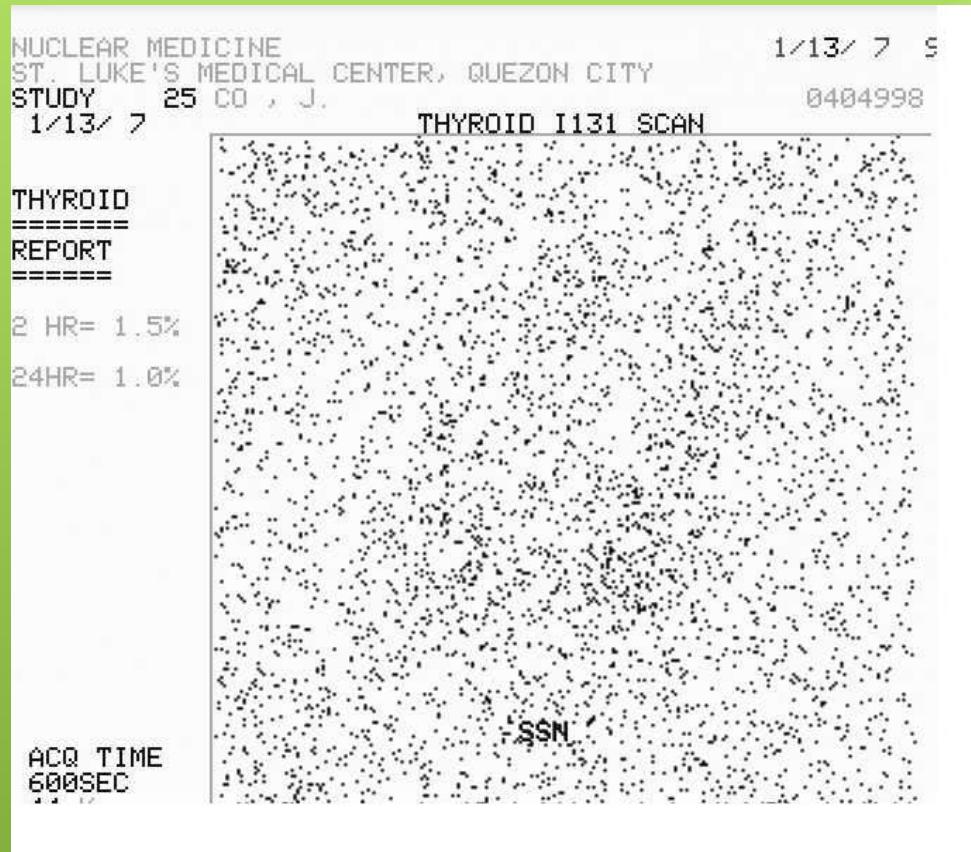 NUCLEAR MEDICINE 1/13/ 7 S
ST. LUKE'S MEDICAL CENTER, QUEZON CITY
STUDY 25 CO , J. 0404998
1/13/ 7 THYROID I131 SCAN
THYROID
=======
REPORT
======
2 HR= 1.5%
24HR= 1.0%
SSN
ACQ TIME
600SEC